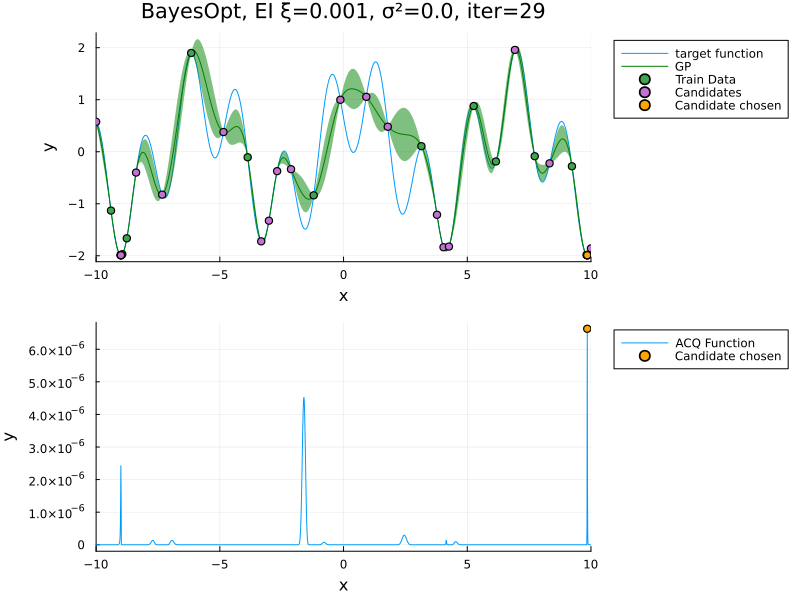 BayesOpt, EI ξ=0.001, σ²=0.0, iter=29
y
2
1
0
−1
−2
−10
−5
0
5
10
x
target function
GP
Train Data
Candidates
Candidate chosen
y
6.0×10⁻⁶
5.0×10⁻⁶
4.0×10⁻⁶
3.0×10⁻⁶
2.0×10⁻⁶
1.0×10⁻⁶
0
−10
−5
0
5
10
x
ACQ Function
Candidate chosen